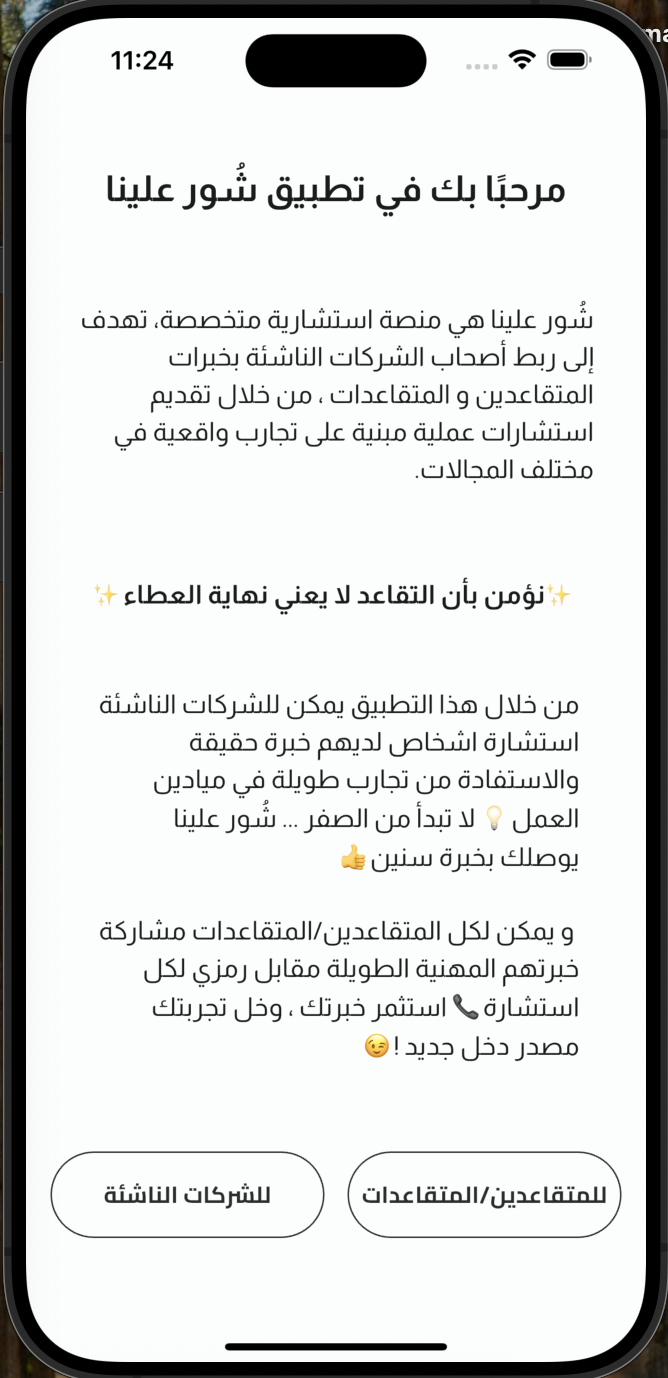 ma
11:24
مرحبًا بك في تطبيق شُور علينا
شُور علينا هي منصة استشارية متخصصة، تهدف
إلى ربط أصحاب الشركات الناشئة بخبرات
المتقاعدين و المتقاعدات ، من خلال تقديم
استشارات عملية مبنية على تجارب واقعية في
مختلف المجالات.
✨نؤمن بأن التقاعد لا يعني نهاية العطاء ✨
من خلال هذا التطبيق يمكن للشركات الناشئة
استشارة اشخاص لديهم خبرة حقيقة
والاستفادة من تجارب طويلة في ميادين
العمل 💡 لا تبدأ من الصفر ... شُور علينا
يوصلك بخبرة سنين👍
و يمكن لكل المتقاعدين/المتقاعدات مشاركة
خبرتهم المهنية الطويلة مقابل رمزي لكل
استشارة📞 استثمر خبرتك ، وخل تجربتك
مصدر دخل جديد !😉
للمتقاعدين/المتقاعدات
للشركات الناشئة